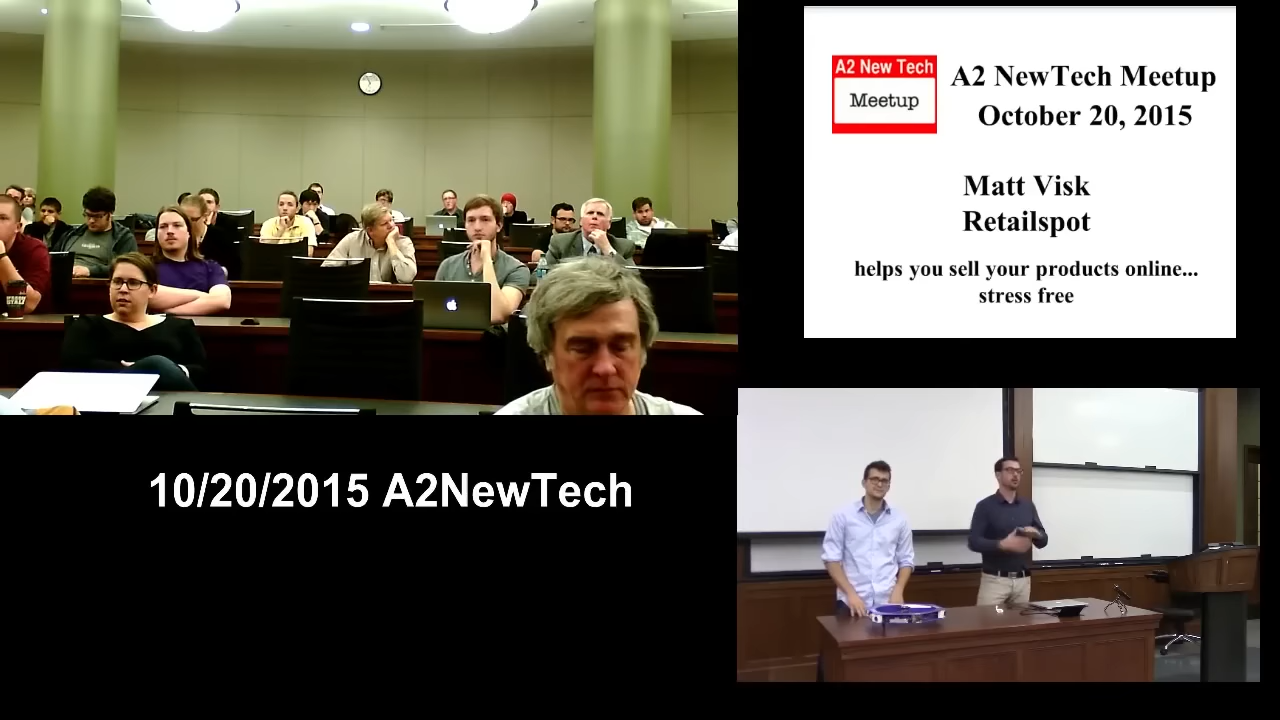 A2 New Tech
Meetup
A2 NewTech Meetup
October 20, 2015
Matt Visk
Retailspot
helps you sell your products online...
stress free
10/20/2015 A2NewTech